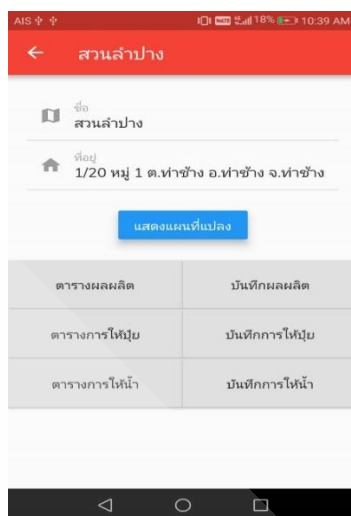 AIS 18% 10:39 AM
สวนลำปาง
ชื่อ
สวนลำปาง
ที่อยู่
1/20 หมู่ 1 ต.ท่าช้าง อ.ท่าช้าง จ.ท่าช้าง
แสดงแผนที่แปลง
ตารางผลผลิต บันทึกผลผลิต
ตารางการให้ปุ๋ย บันทึกการให้ปุ๋ย
ตารางการให้น้ำ บันทึกการให้น้ำ